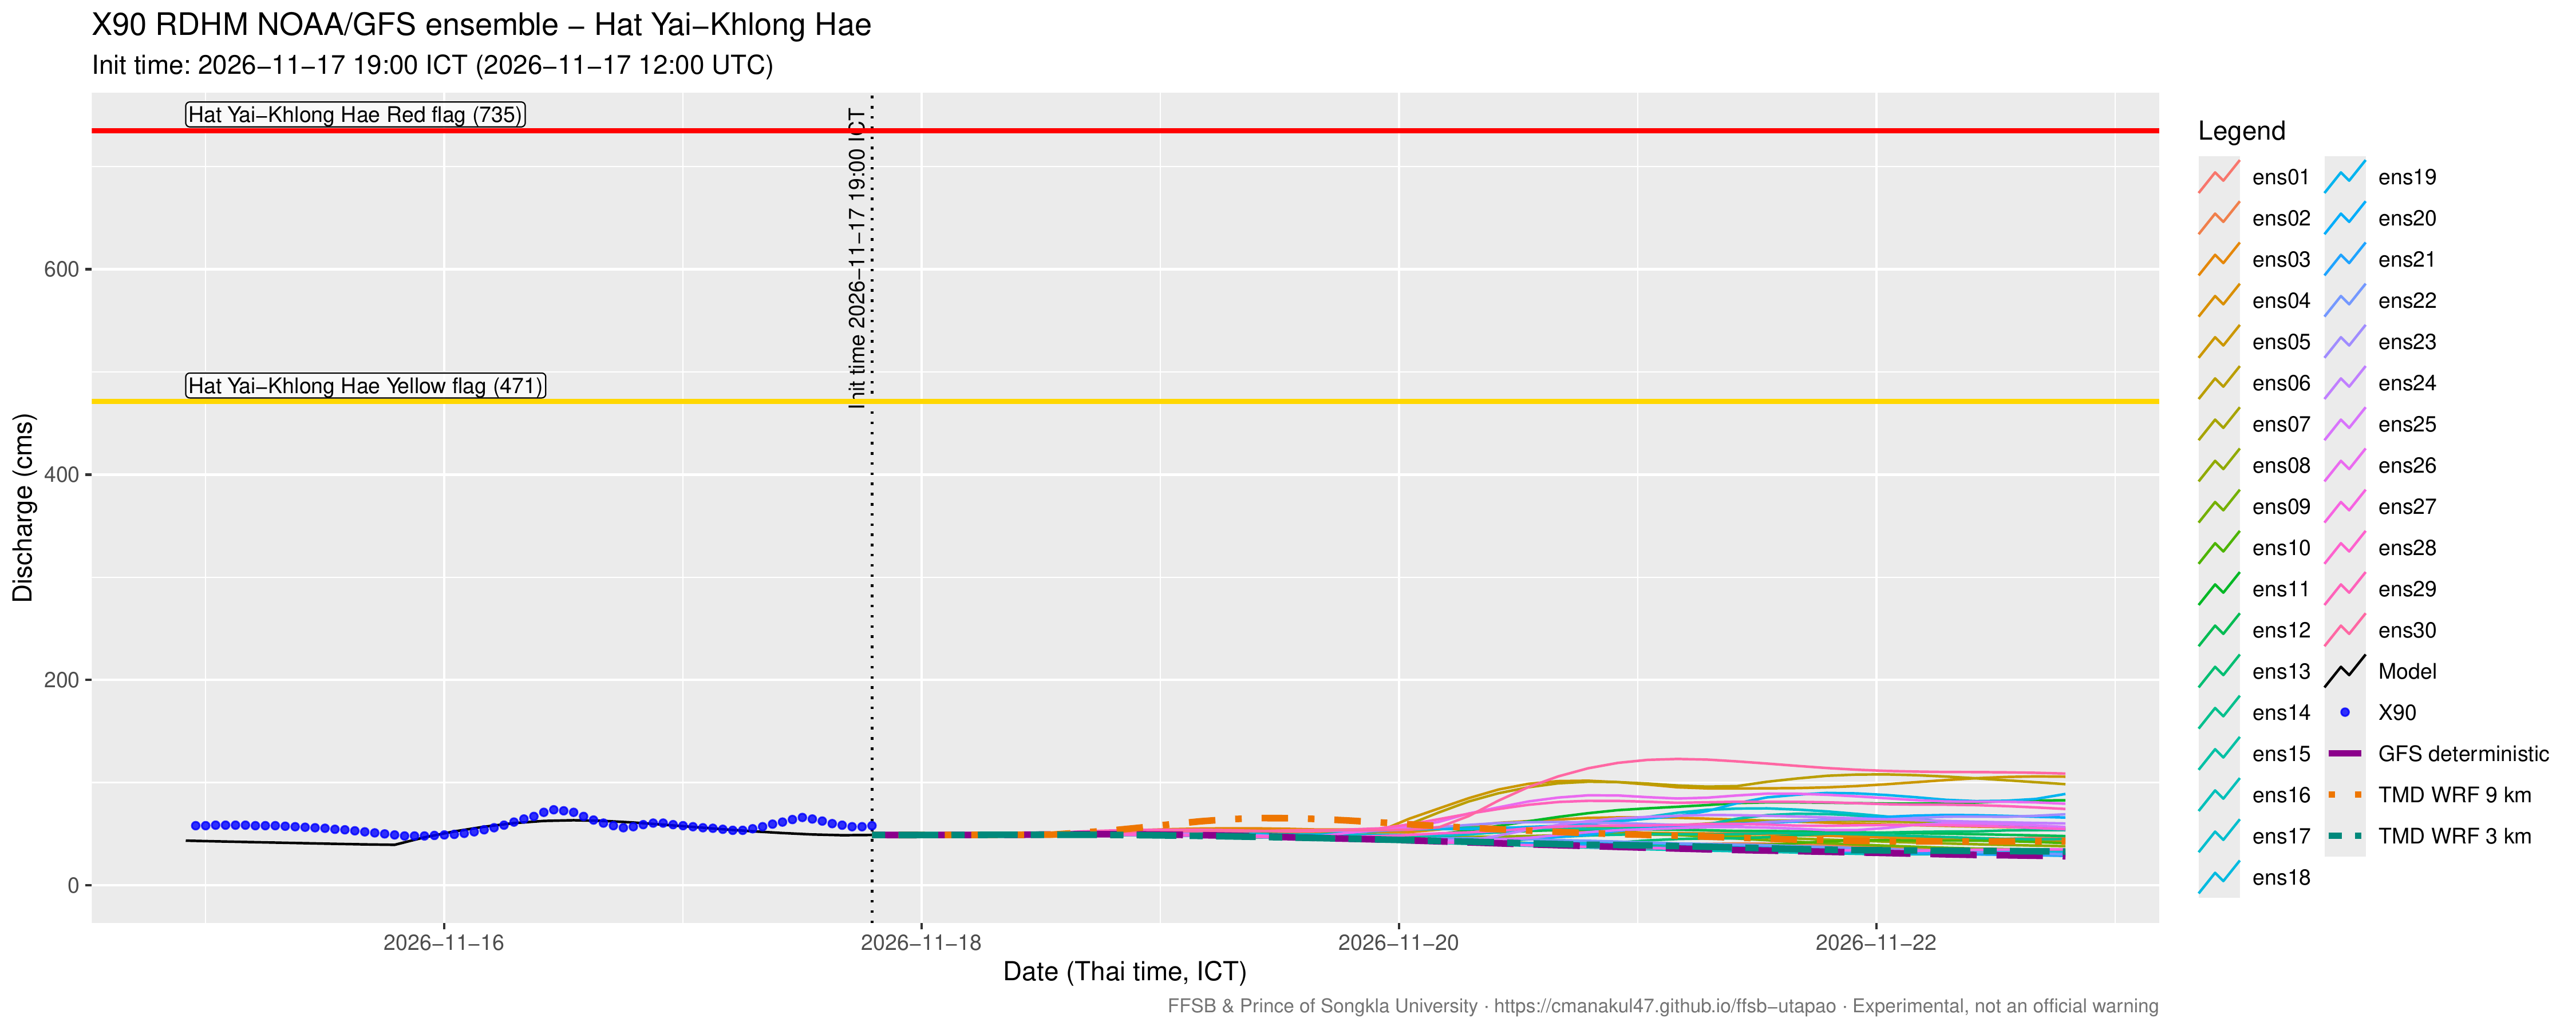 X90 RDHM NOAA/GFS ensemble – Hat Yai–Khlong Hae
Init time: 2026–11–17 19:00 ICT (2026–11–17 12:00 UTC)
Hat Yai–Khlong Hae Red flag (735)
Hat Yai–Khlong Hae Yellow flag (471)
Init time 2026–11–17 19:00 ICT
Discharge (cms)
600
400
200
0
2026–11–16
2026–11–18
2026–11–20
2026–11–22
Date (Thai time, ICT)
Legend
ens01
ens02
ens03
ens04
ens05
ens06
ens07
ens08
ens09
ens10
ens11
ens12
ens13
ens14
ens15
ens16
ens17
ens18
ens19
ens20
ens21
ens22
ens23
ens24
ens25
ens26
ens27
ens28
ens29
ens30
Model
X90
GFS deterministic
TMD WRF 9 km
TMD WRF 3 km
FFSB & Prince of Songkla University · https://cmanakul47.github.io/ffsb–utapao · Experimental, not an official warning